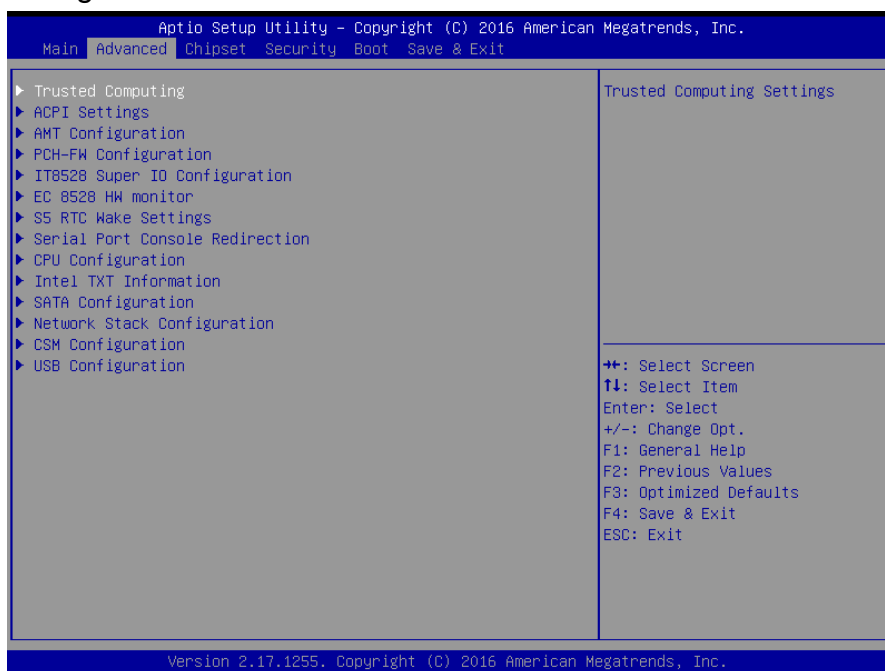 Aptio Setup Utility – Copyright (C) 2016 American Megatrends, Inc.
Main Advanced Chipset Security Boot Save & Exit
▶ Trusted Computing
▶ ACPI Settings
▶ AMT Configuration
▶ PCH-FW Configuration
▶ IT8528 Super IO Configuration
▶ EC 8528 HW monitor
▶ S5 RTC Wake Settings
▶ Serial Port Console Redirection
▶ CPU Configuration
▶ Intel TXT Information
▶ SATA Configuration
▶ Network Stack Configuration
▶ CSM Configuration
▶ USB Configuration
Trusted Computing Settings
→←: Select Screen
↑↓: Select Item
Enter: Select
+/-: Change Opt.
F1: General Help
F2: Previous Values
F3: Optimized Defaults
F4: Save & Exit
ESC: Exit
Version 2.17.1255. Copyright (C) 2016 American Megatrends, Inc.